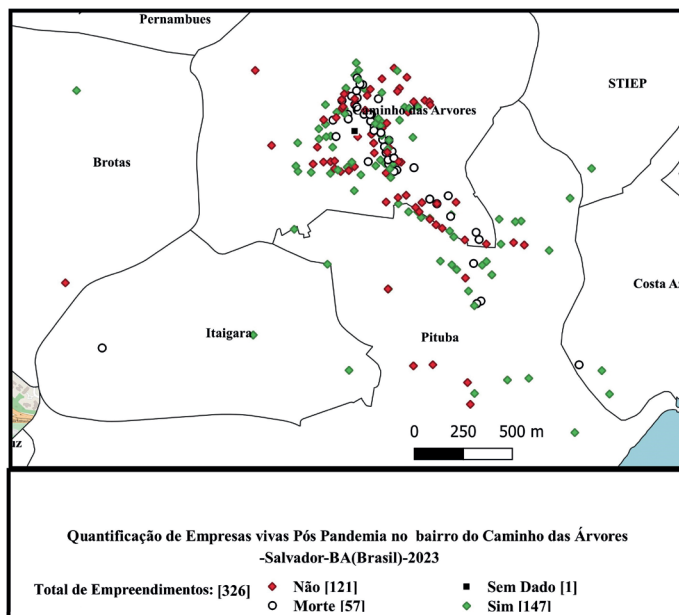 Pernambues
STIEP
Caminho das Arvores
Brotas
Costa Az
Itaigara
Pituba
uz
0 250 500 m
Quantificação de Empresas vivas Pós Pandemia no bairro do Caminho das Árvores
-Salvador-BA(Brasil)-2023
Total de Empreendimentos: [326] Não [121] Sem Dado [1]
Morte [57] Sim [147]